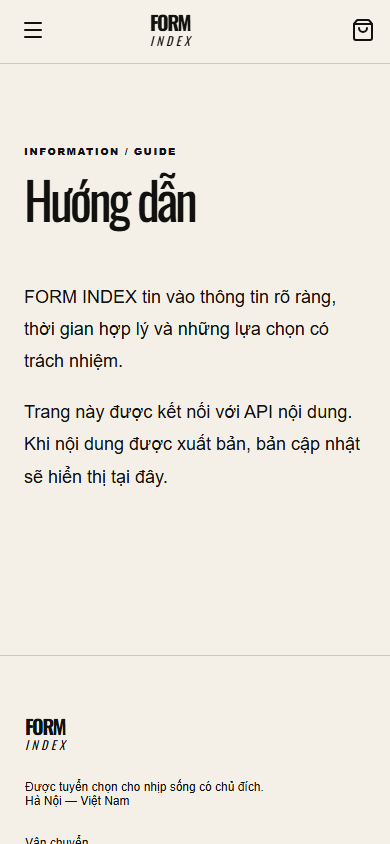 FORM
INDEX
INFORMATION / GUIDE
Hướng dẫn
FORM INDEX tin vào thông tin rõ ràng,
thời gian hợp lý và những lựa chọn có
trách nhiệm.
Trang này được kết nối với API nội dung.
Khi nội dung được xuất bản, bản cập nhật
sẽ hiển thị tại đây.
FORM
INDEX
Được tuyển chọn cho nhịp sống có chủ đích.
Hà Nội — Việt Nam
Vận chuyển